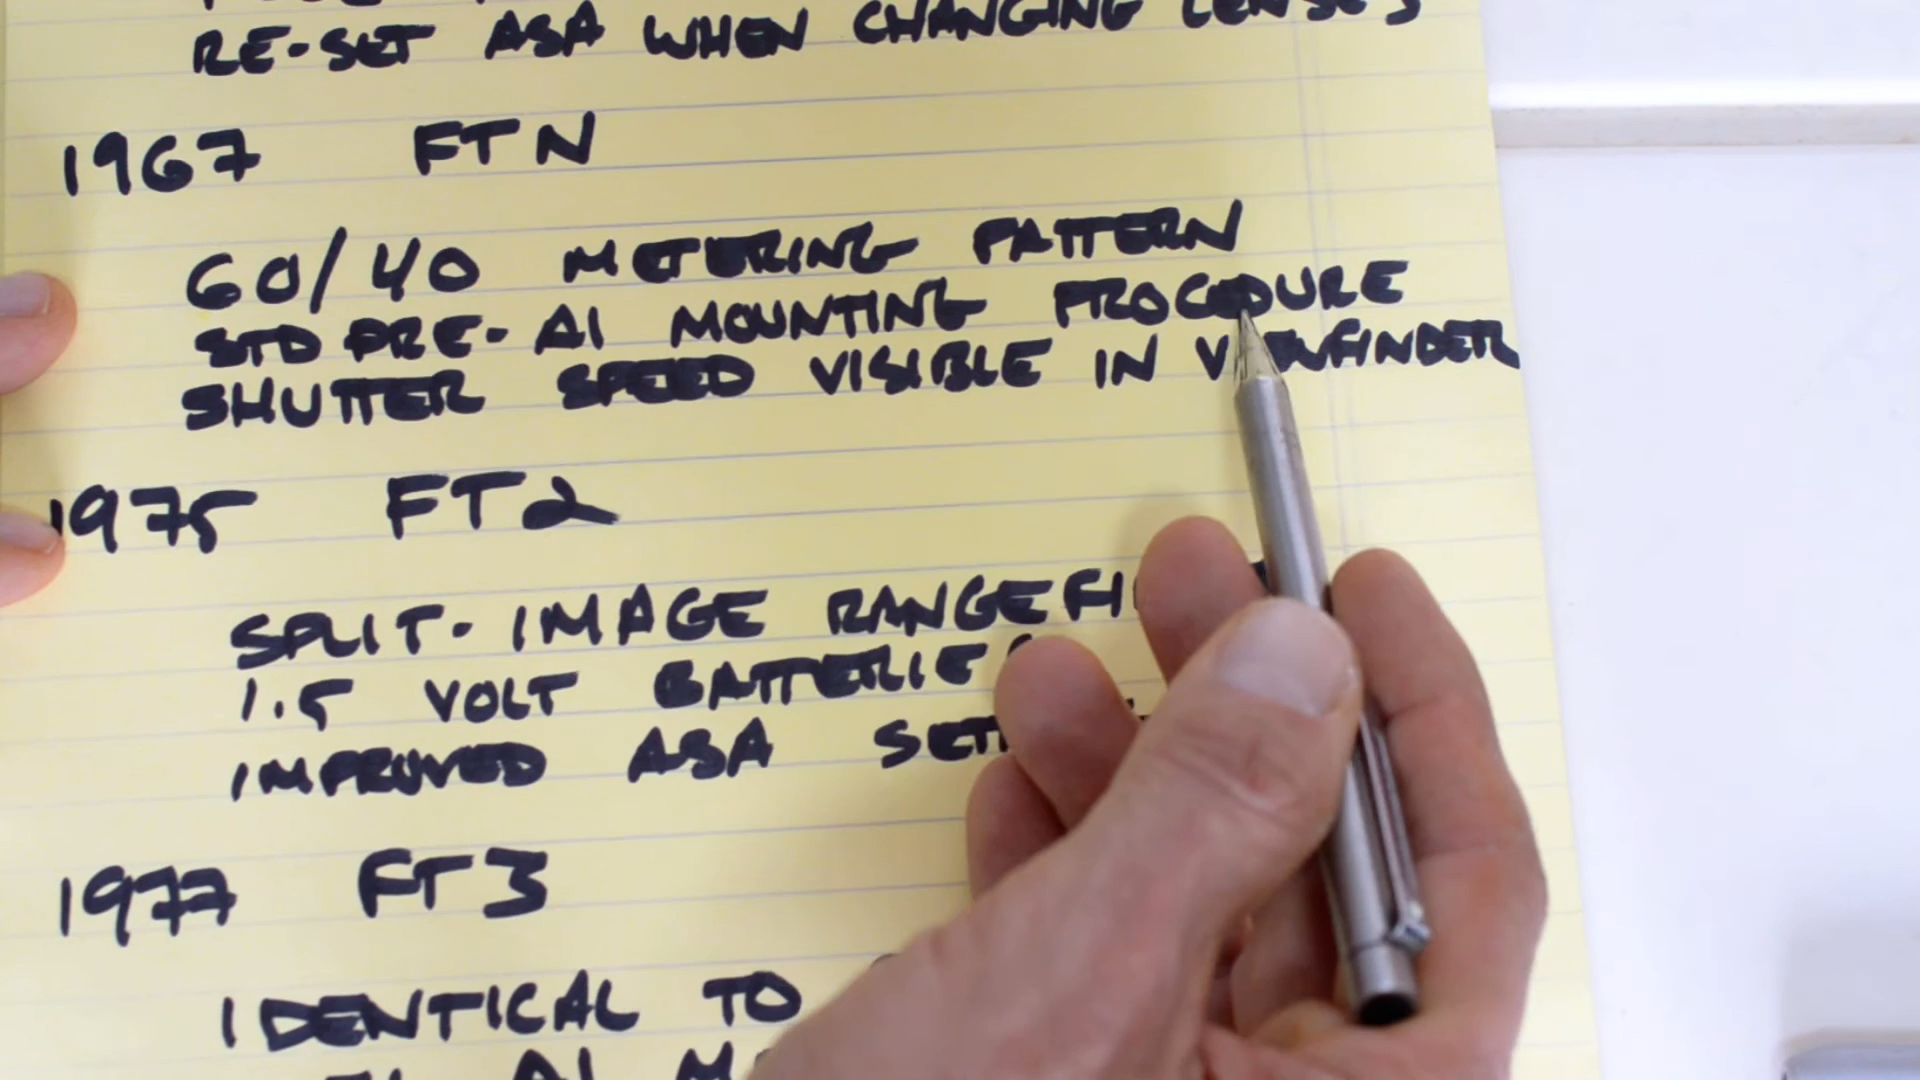 RE-SET ASA WHEN CHANGING LENSES
1967 FTN
60/40 METERING PATTERN
STD PRE-AI MOUNTING PROCEDURE
SHUTTER SPEED VISIBLE IN VIEWFINDER
1975 FT2
SPLIT-IMAGE RANGEFI
1.5 VOLT BATTERIES
IMPROVED ASA SETT
1977 FT3
IDENTICAL TO
AI